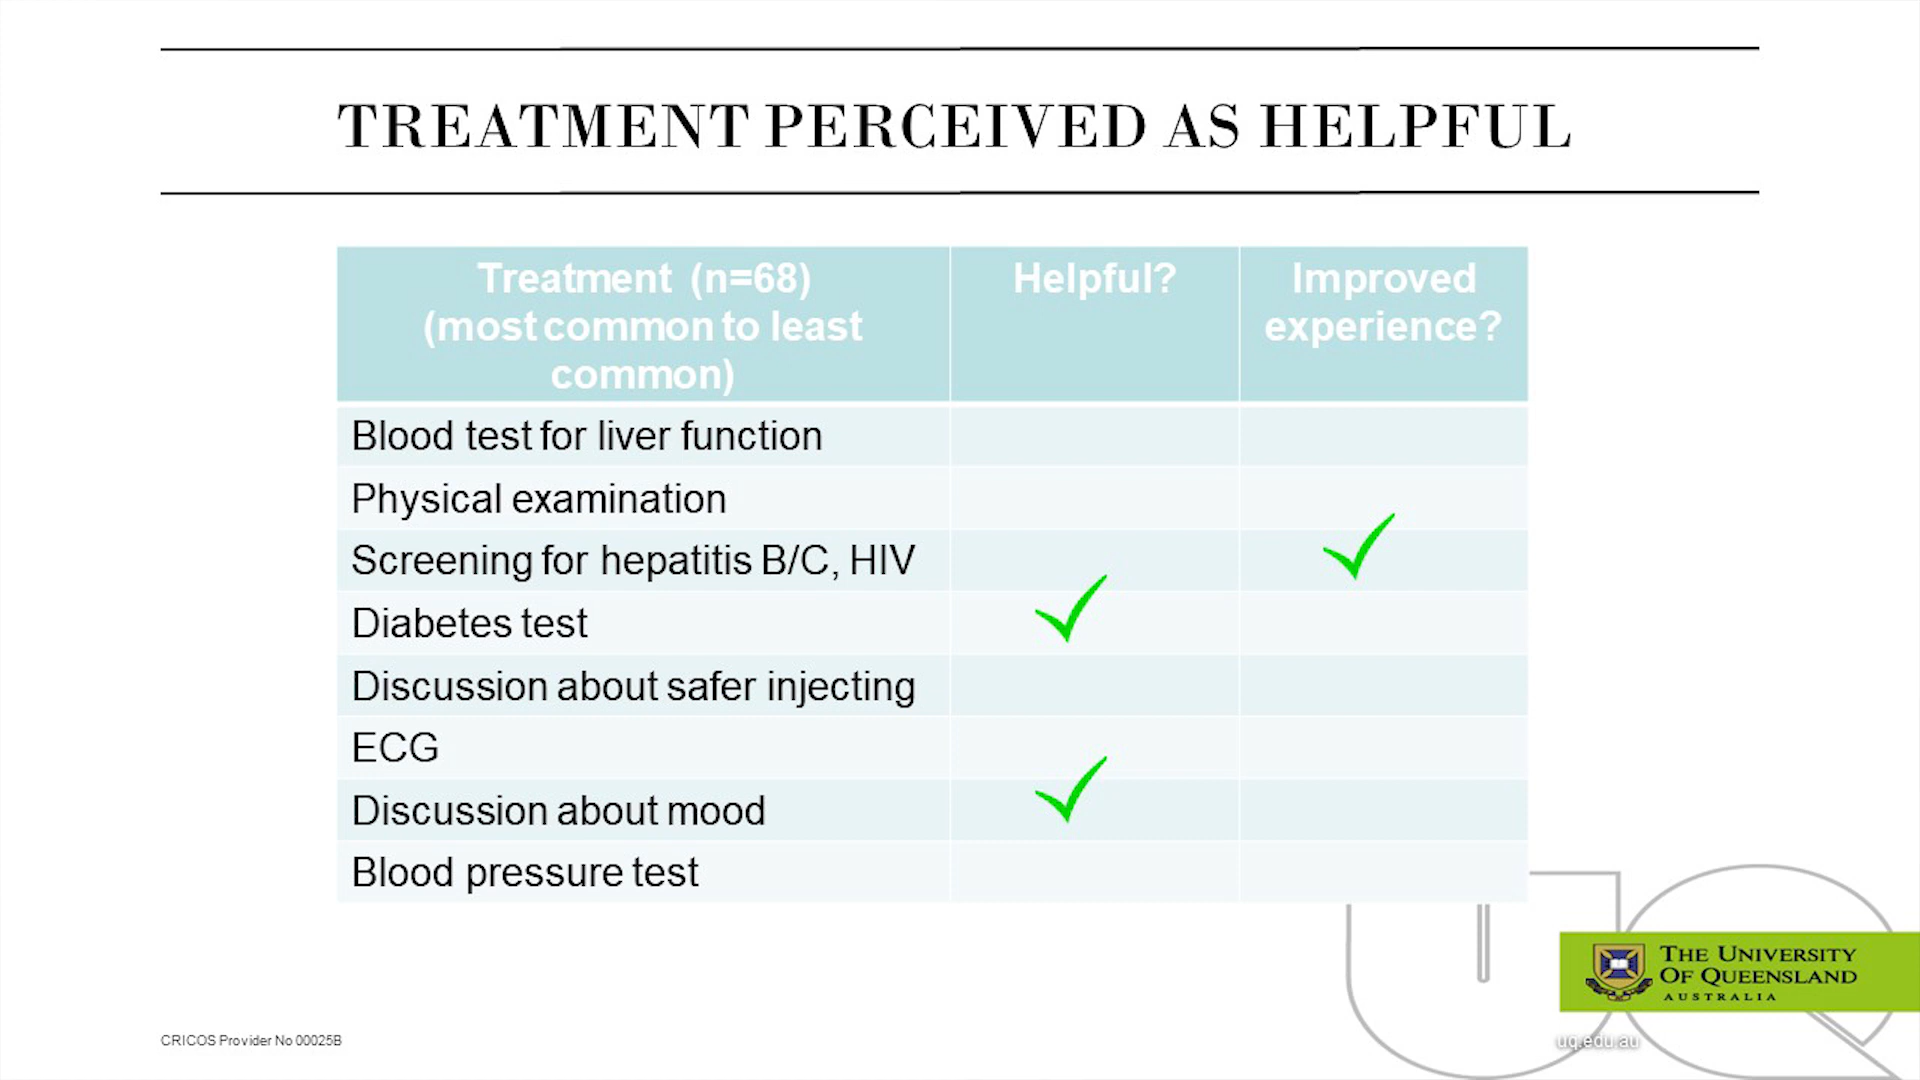 TREATMENT PERCEIVED AS HELPFUL
Treatment (n=68)
(most common to least
common)
Helpful?
Improved
experience?
Blood test for liver function
Physical examination
Screening for hepatitis B/C, HIV
Diabetes test
Discussion about safer injecting
ECG
Discussion about mood
Blood pressure test
UQ
THE UNIVERSITY
OF QUEENSLAND
AUSTRALIA
CRICOS Provider No 00025B
uq.edu.au